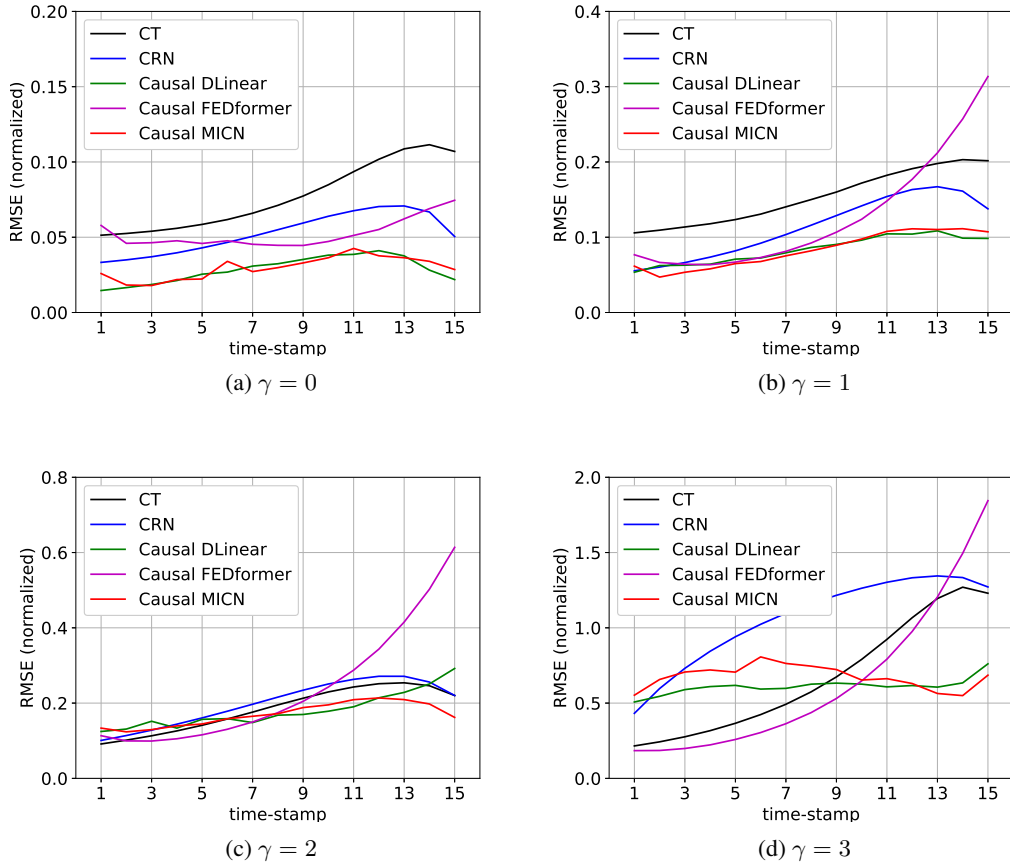 0.20
0.15
0.10
0.05
0.00
RMSE (normalized)
CT
CRN
Causal DLinear
Causal FEDformer
Causal MICN
1 3 5 7 9 11 13 15
time-stamp
(a) γ = 0
0.4
0.3
0.2
0.1
0.0
RMSE (normalized)
CT
CRN
Causal DLinear
Causal FEDformer
Causal MICN
1 3 5 7 9 11 13 15
time-stamp
(b) γ = 1
0.8
0.6
0.4
0.2
0.0
RMSE (normalized)
CT
CRN
Causal DLinear
Causal FEDformer
Causal MICN
1 3 5 7 9 11 13 15
time-stamp
(c) γ = 2
2.0
1.5
1.0
0.5
0.0
RMSE (normalized)
CT
CRN
Causal DLinear
Causal FEDformer
Causal MICN
1 3 5 7 9 11 13 15
time-stamp
(d) γ = 3